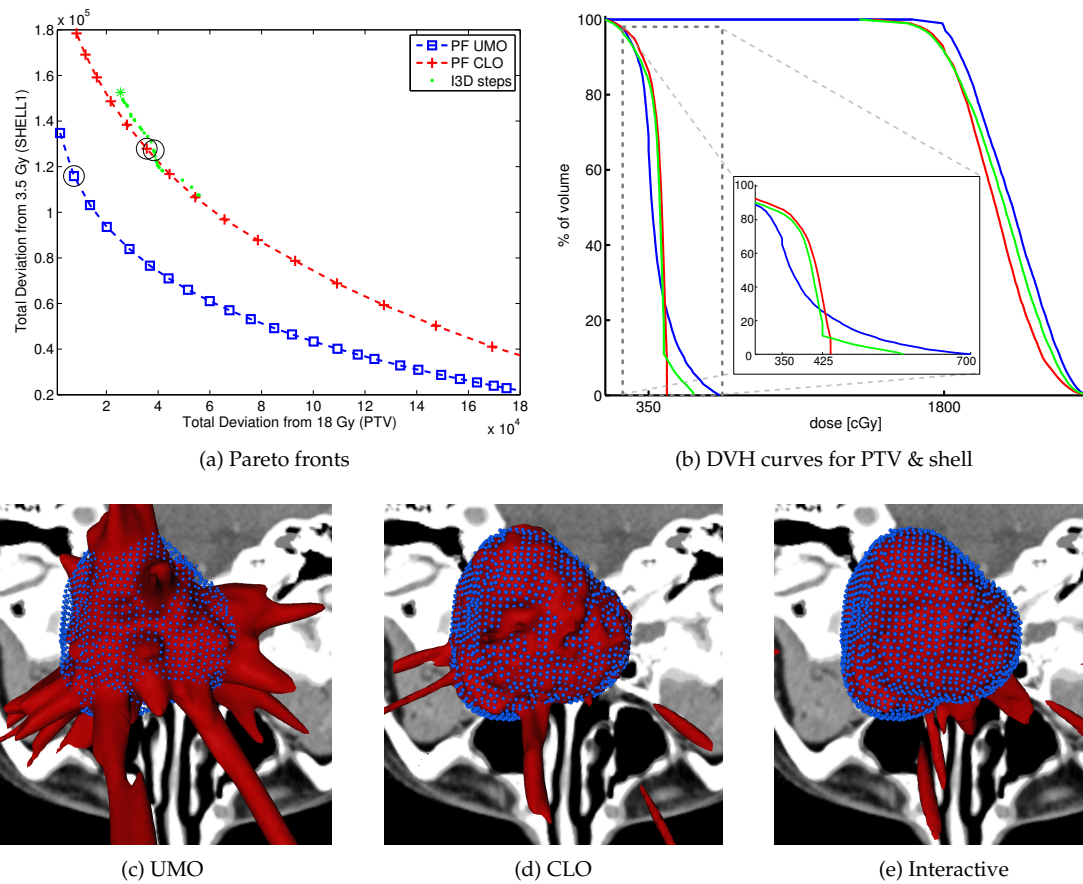 x 10^5
1.8
1.6
1.4
1.2
1
0.8
0.6
0.4
0.2
Total Deviation from 3.5 Gy (SHELL1)
PF UMO
PF CLO
I3D steps
2 4 6 8 10 12 14 16 18
Total Deviation from 18 Gy (PTV)
x 10^4
(a) Pareto fronts
100
80
60
40
20
0
% of volume
100
80
60
40
20
0
350 425 700
350 1800
dose [cGy]
(b) DVH curves for PTV & shell
(c) UMO
(d) CLO
(e) Interactive